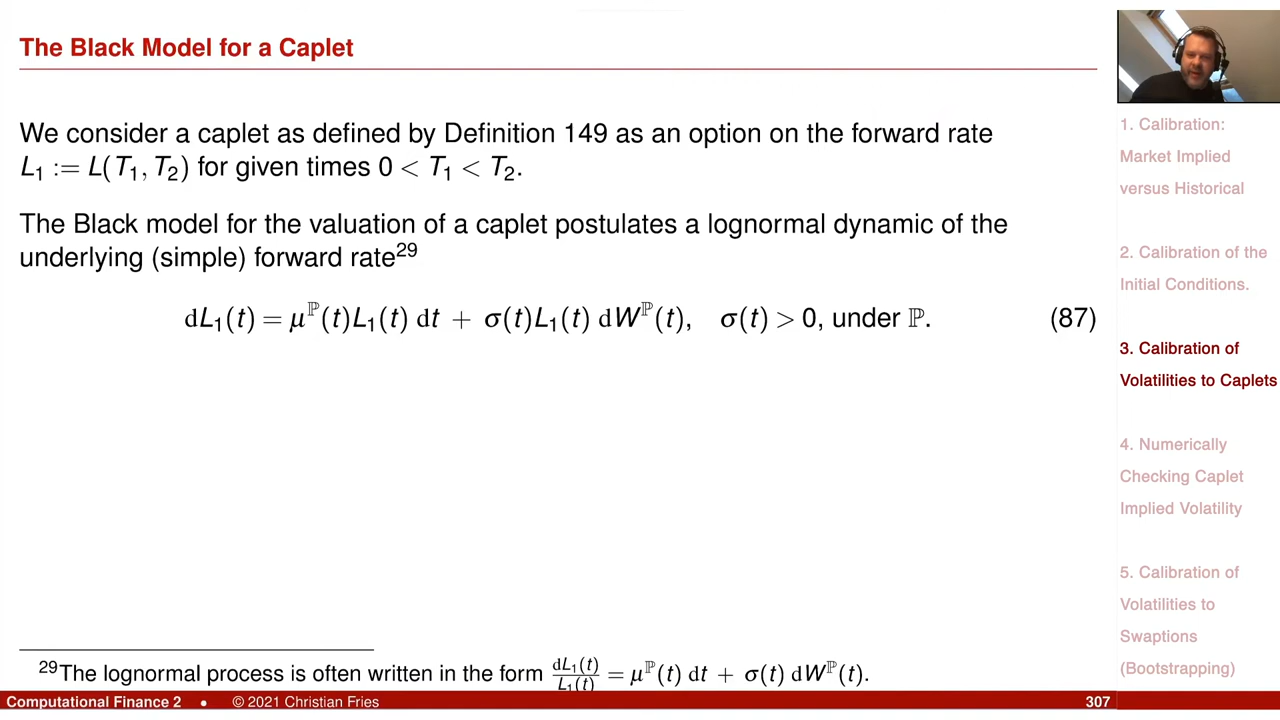 The Black Model for a Caplet
We consider a caplet as defined by Definition 149 as an option on the forward rate
L₁ := L(T₁, T₂) for given times 0 < T₁ < T₂.
The Black model for the valuation of a caplet postulates a lognormal dynamic of the
underlying (simple) forward rate²⁹
dL₁(t) = μ^ℙ(t)L₁(t) dt + σ(t)L₁(t) dW^ℙ(t), σ(t) > 0, under ℙ. (87)
²⁹The lognormal process is often written in the form dL₁(t)/L₁(t) = μ^ℙ(t) dt + σ(t) dW^ℙ(t).
Computational Finance 2 • © 2021 Christian Fries 307
1. Calibration:
Market Implied
versus Historical
2. Calibration of the
Initial Conditions.
3. Calibration of
Volatilities to Caplets
4. Numerically
Checking Caplet
Implied Volatility
5. Calibration of
Volatilities to
Swaptions
(Bootstrapping)